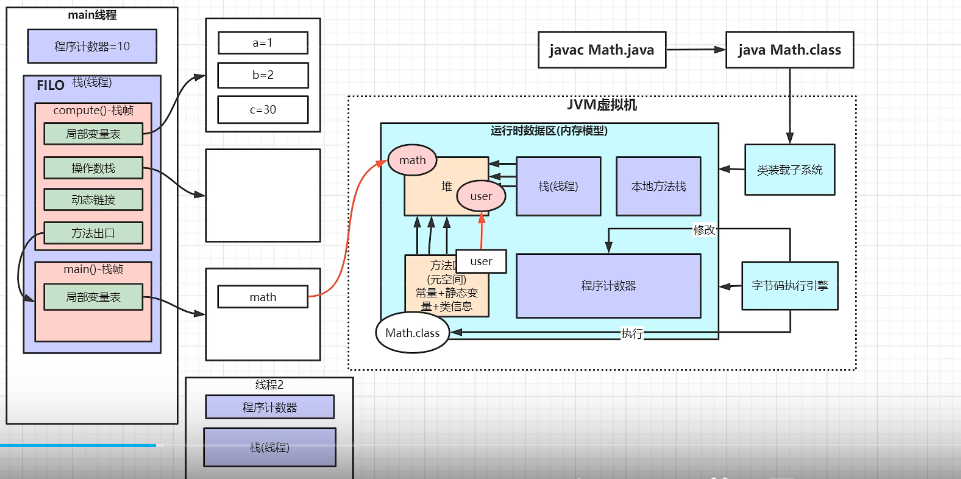 main线程
程序计数器=10
FILO
栈(线程)
compute()-栈帧
局部变量表
操作数栈
动态链接
方法出口
main()-栈帧
局部变量表
a=1
b=2
c=30
math
线程2
程序计数器
栈(线程)
javac Math.java
java Math.class
JVM虚拟机
运行时数据区(内存模型)
math
堆
user
栈(线程)
本地方法栈
类装载子系统
修改
user
方法
(元空间)
常量+静态变
量+类信息
程序计数器
字节码执行引擎
Math.class
执行